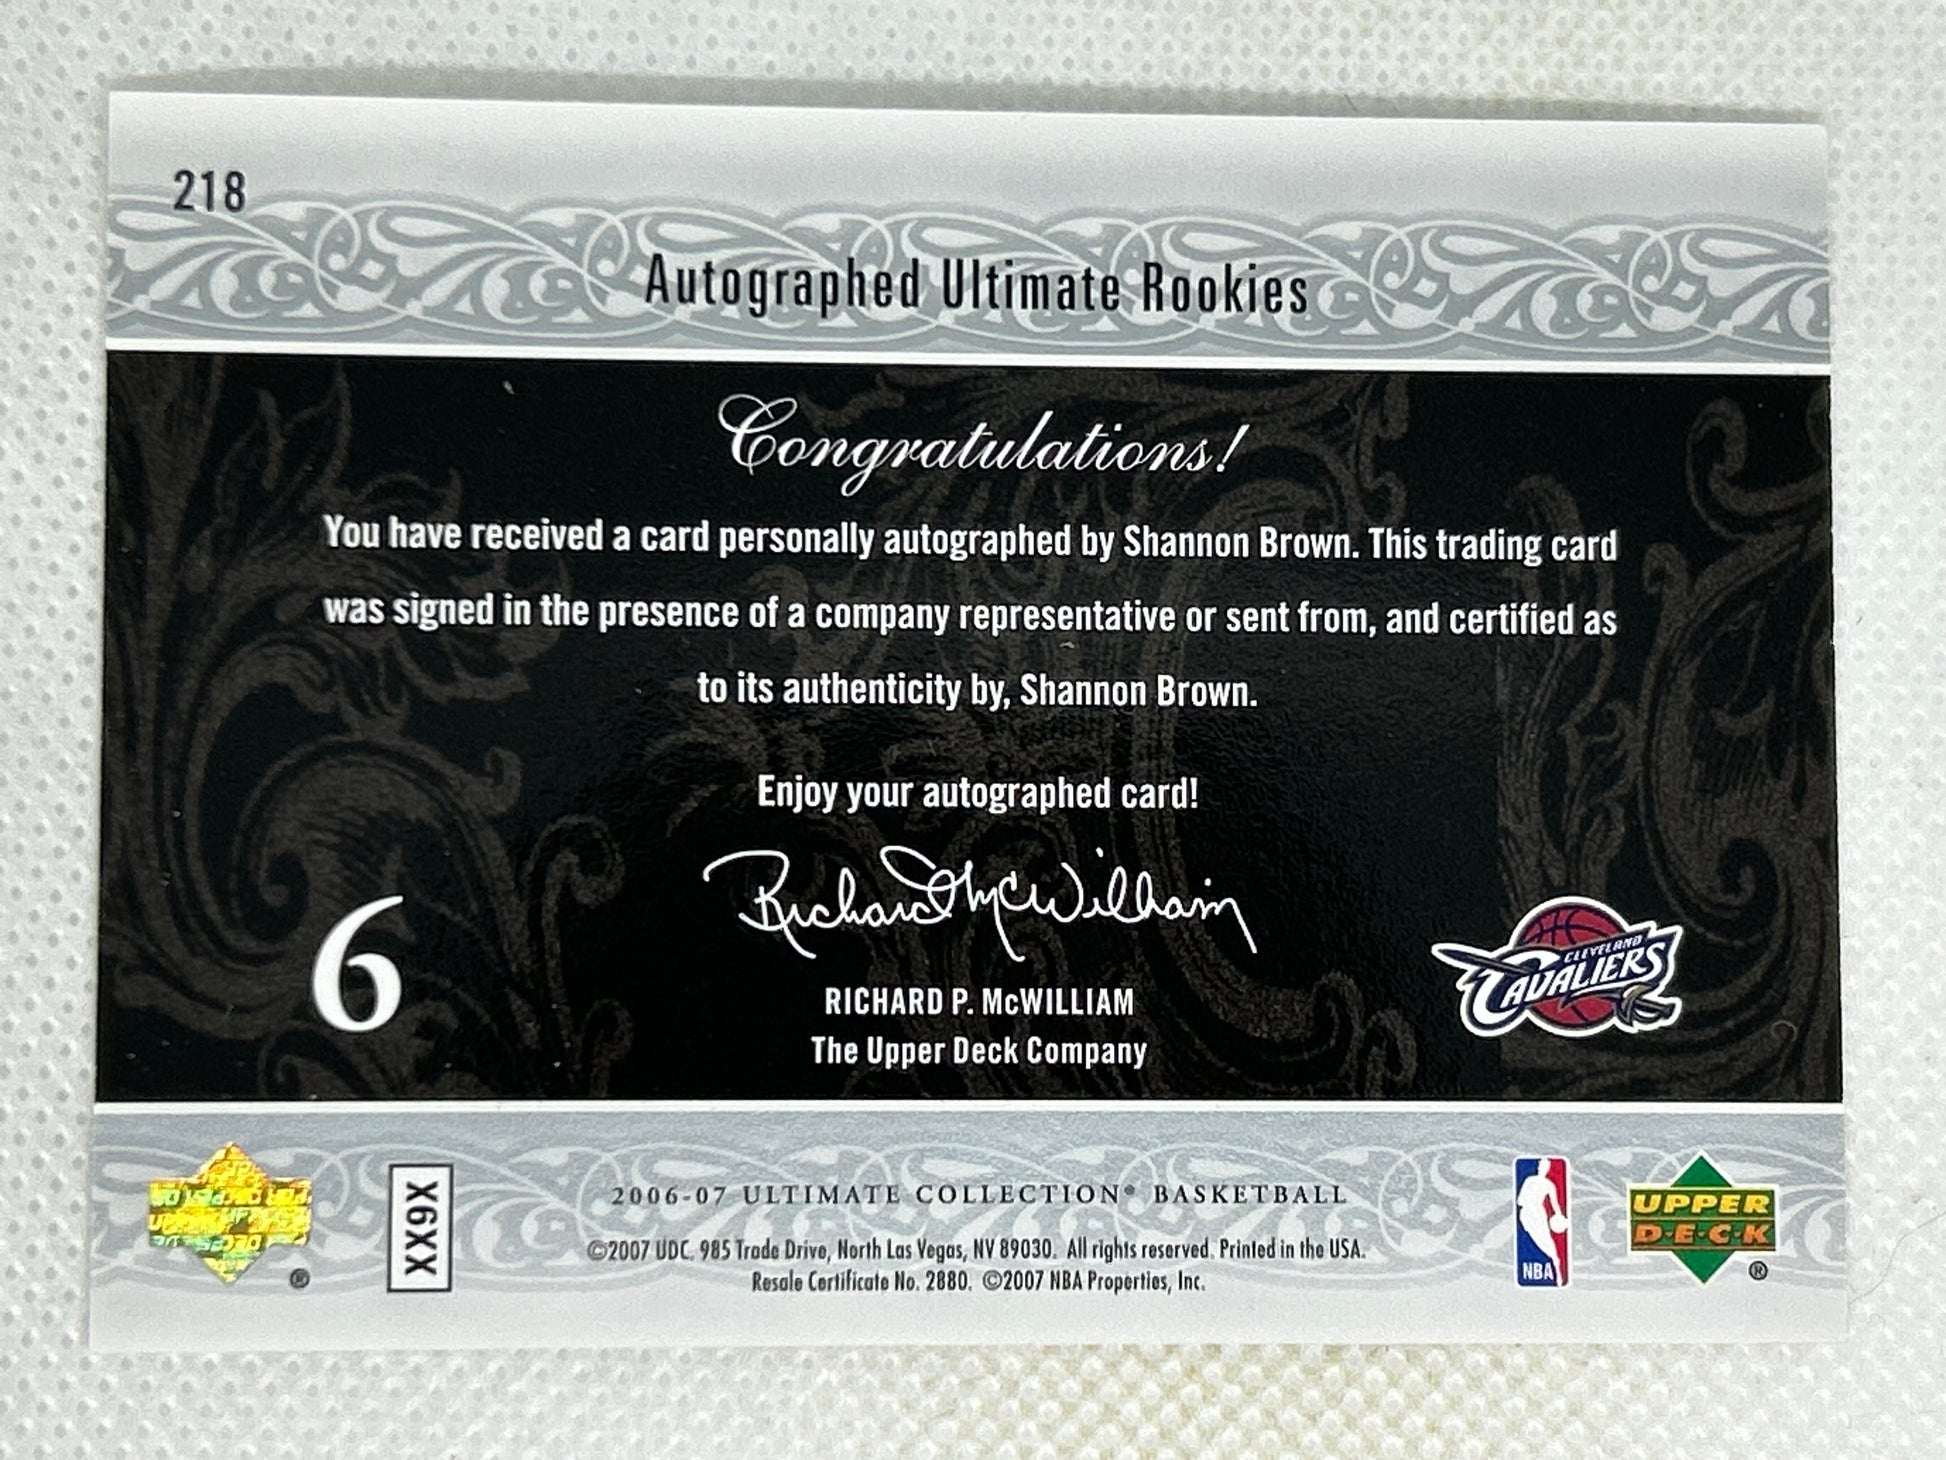 218
Autographed Ultimate Rookies
Congratulations!
You have received a card personally autographed by Shannon Brown. This trading card
was signed in the presence of a company representative or sent from, and certified as
to its authenticity by, Shannon Brown.
Enjoy your autographed card!
Richard McWilliam
6
CLEVELAND
CAVALIERS
RICHARD P. McWILLIAM
The Upper Deck Company
®
XX9X
2006-07 ULTIMATE COLLECTION® BASKETBALL
©2007 UDC. 985 Trade Drive, North Las Vegas, NV 89030. All rights reserved. Printed in the USA.
Resale Certificate No. 2880. ©2007 NBA Properties, Inc.
NBA
UPPER
D·E·C·K
®